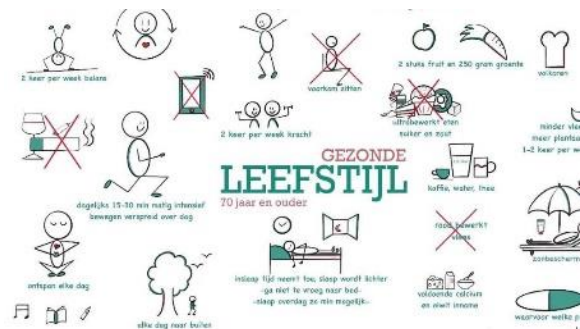 2 keer per week balans
voorkom zitten
2 stuks fruit en 250 gram groente
volkoren
ultrabewerkt eten
suiker en zout
2 keer per week kracht
minder vlees
meer plantaa
1-2 keer per w
GEZONDE
LEEFSTIJL
70 jaar en ouder
koffie, water, thee
dagelijks 15-30 min matig intensief
bewegen verspreid over dag
rood, bewerkt
vlees
zonbescherm
inslaap tijd neemt toe, slaap wordt lichter
-ga niet te vroeg naar bed-
-slaap overdag zo min mogelijk-
ontspan elke dag
voldoende calcium
en eiwit inname
elke dag naar buiten
waarvoor welke p